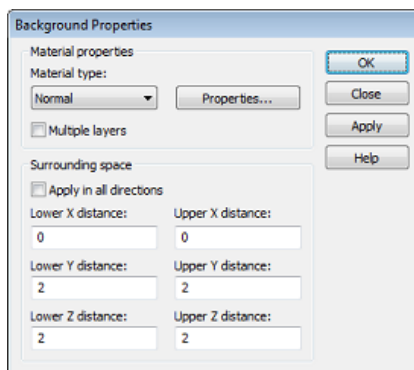 Background Properties
Material properties
Material type:
Normal
Properties...
Multiple layers
OK
Close
Apply
Help
Surrounding space
Apply in all directions
Lower X distance: Upper X distance:
0 0
Lower Y distance: Upper Y distance:
2 2
Lower Z distance: Upper Z distance:
2 2